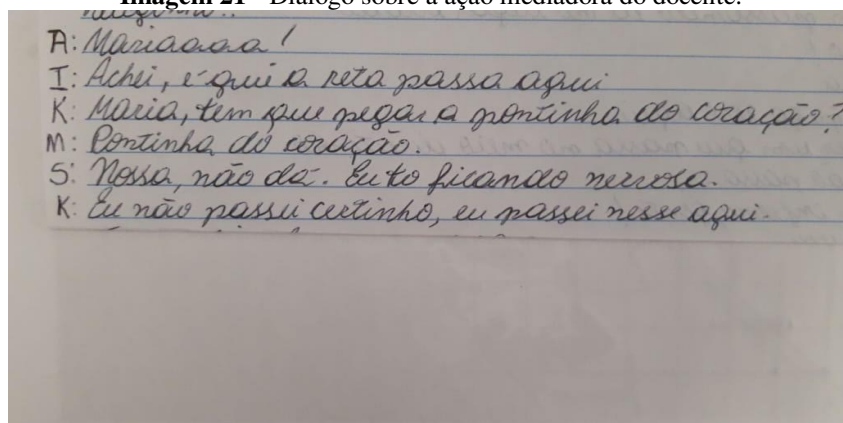 Imagem 21 - Diálogo sobre a ação mediadora do docente.
A: Mariaaaa!
I: Achei, é que a reta passa aqui
K: Maria, tem que pegar a pontinha do coração?
M: Pontinha do coração.
S: Nossa, não dá. Eu to ficando nervosa.
K: Eu não passei certinho, eu passei nesse aqui.